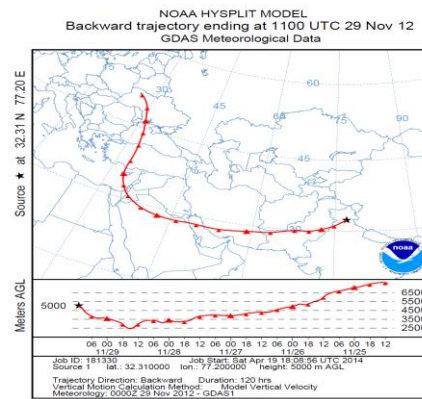 NOAA HYSPLIT MODEL
Backward trajectory ending at 1100 UTC 29 Nov 12
GDAS Meteorological Data
Source ★ at 32.31 N 77.20 E
15
30
45
60
75
90
60
45
30
45
30
noaa
Meters AGL
5000
6500
5500
4500
3500
2500
06 00 18 12 06 00 18 12 06 00 18 12 06 00 18 12 06 00 18 12
11/29 11/28 11/27 11/26 11/25
Job ID: 181330 Job Start: Sat Apr 19 18:08:56 UTC 2014
Source 1 lat.: 32.310000 lon.: 77.200000 height: 5000 m AGL
Trajectory Direction: Backward Duration: 120 hrs
Vertical Motion Calculation Method: Model Vertical Velocity
Meteorology: 0000Z 29 Nov 2012 - GDAS1